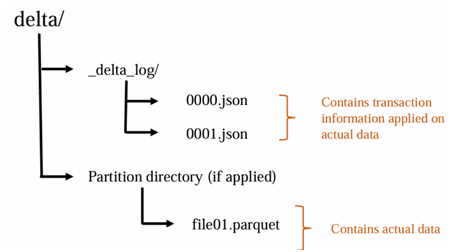 delta/
_delta_log/
0000.json
0001.json
Contains transaction
information applied on
actual data
Partition directory (if applied)
file01.parquet
Contains actual data